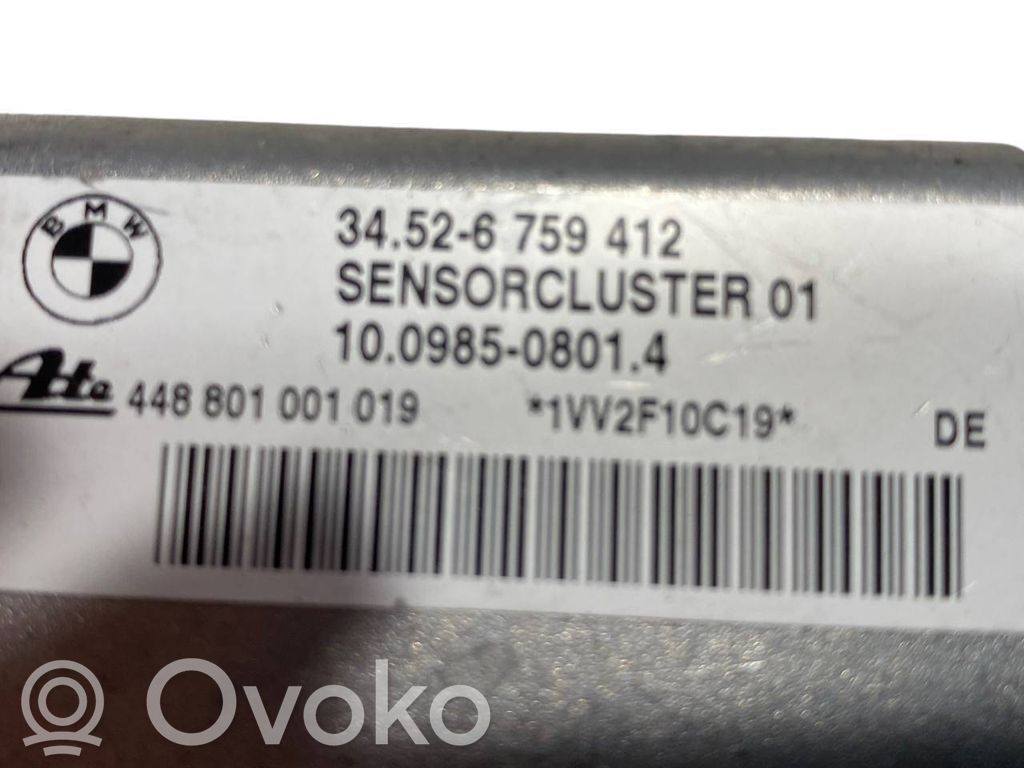 BMW
34.52-6 759 412
SENSORCLUSTER 01
10.0985-0801.4
Ate 448 801 001 019 *1VV2F10C19* DE
Ovoko